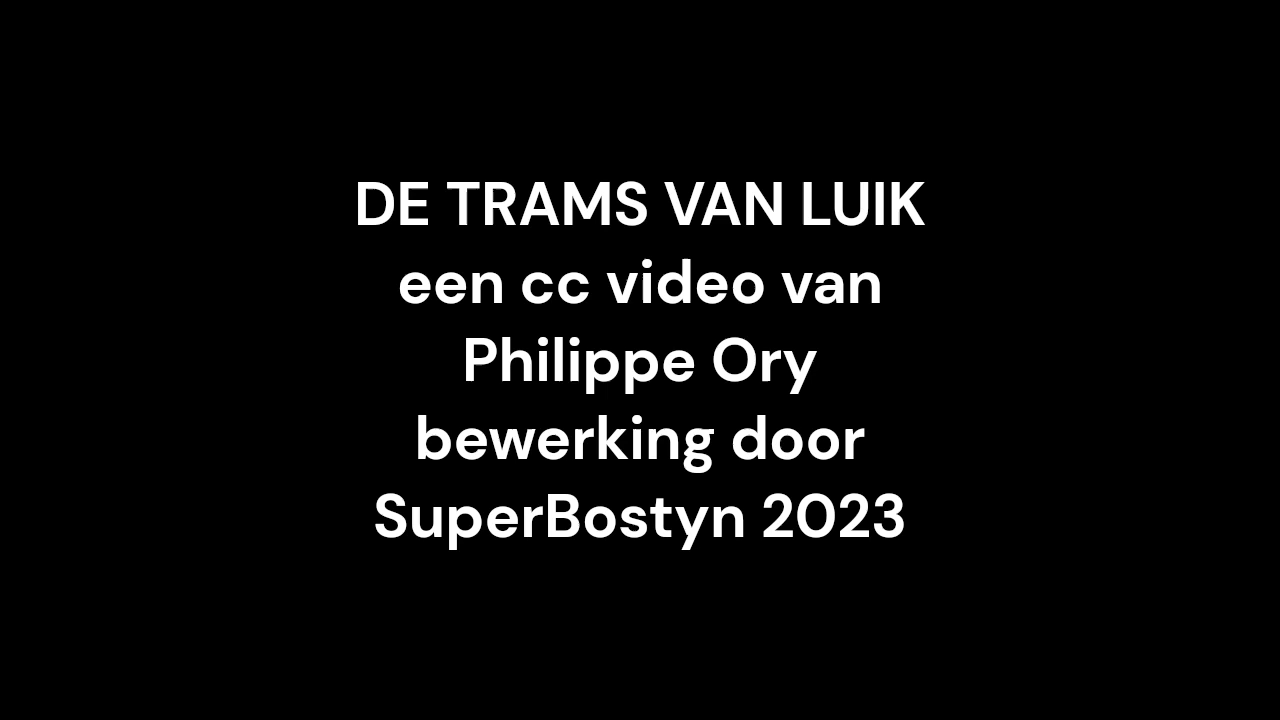 DE TRAMS VAN LUIK
een cc video van
Philippe Ory
bewerking door
SuperBostyn 2023